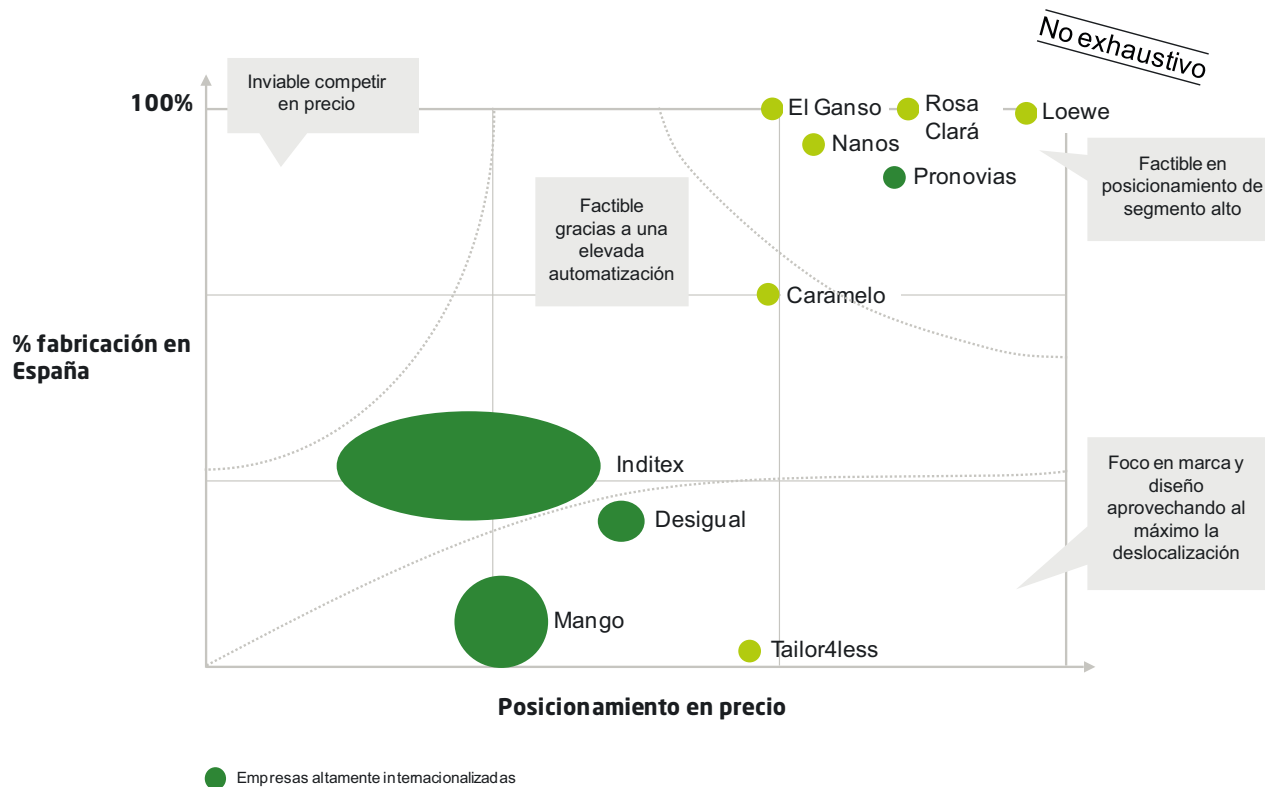 No exhaustivo
Inviable competir
en precio
100%
El Ganso
Rosa
Clará
Loewe
Nanos
Pronovias
Factible en
posicionamiento de
segmento alto
Factible
gracias a una
elevada
automatización
Caramelo
% fabricación en
España
Inditex
Foco en marca y
diseño
aprovechando al
máximo la
deslocalización
Desigual
Mango
Tailor4less
Posicionamiento en precio
Empresas altamente internacionalizadas